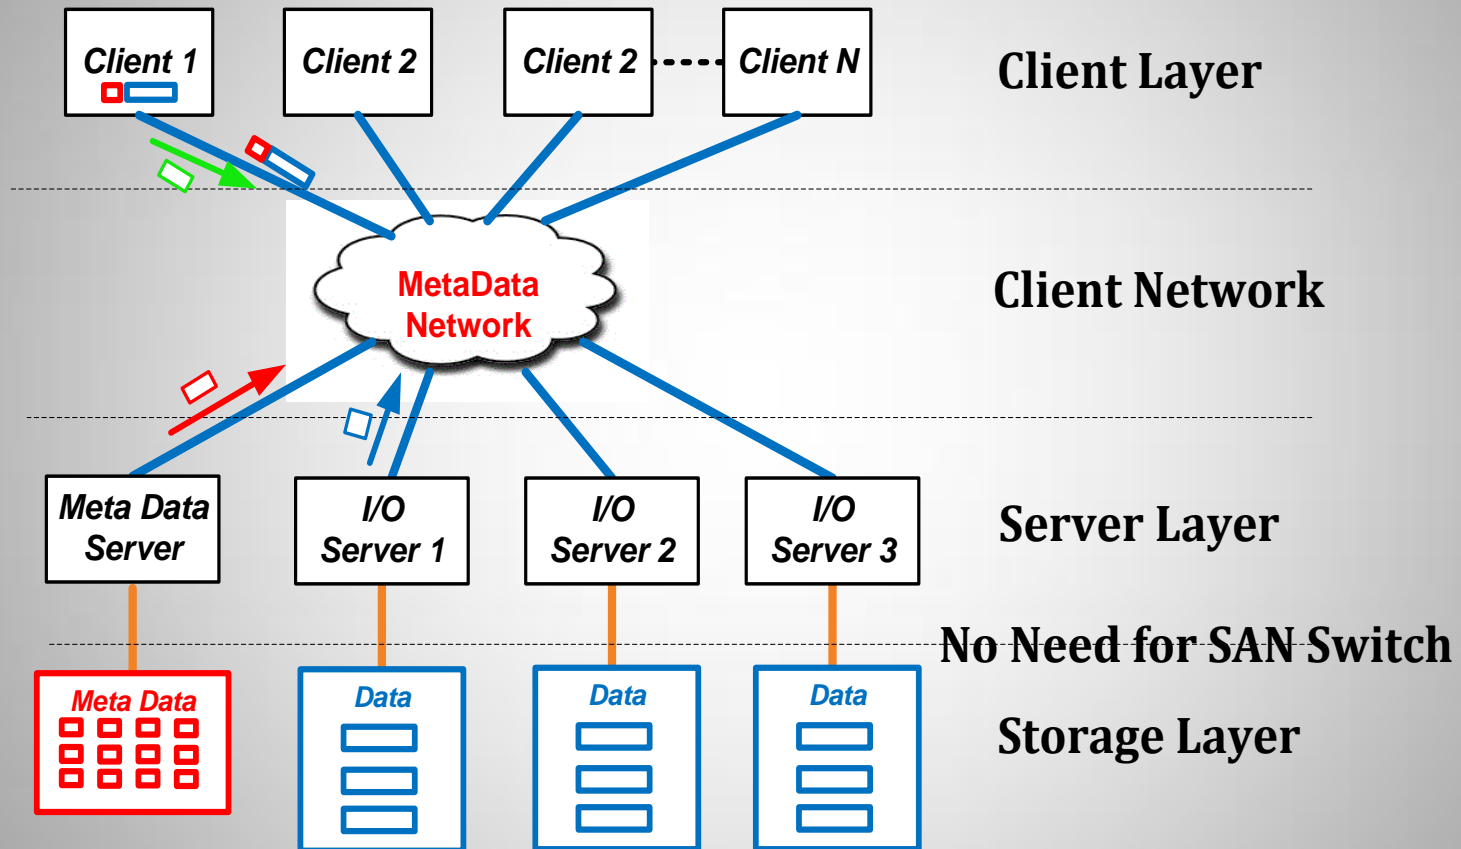 Client 1
Client 2
Client 2
Client N
Client Layer
MetaData
Network
Client Network
Meta Data
Server
I/O
Server 1
I/O
Server 2
I/O
Server 3
Server Layer
No Need for SAN Switch
Meta Data
Data
Data
Data
Storage Layer